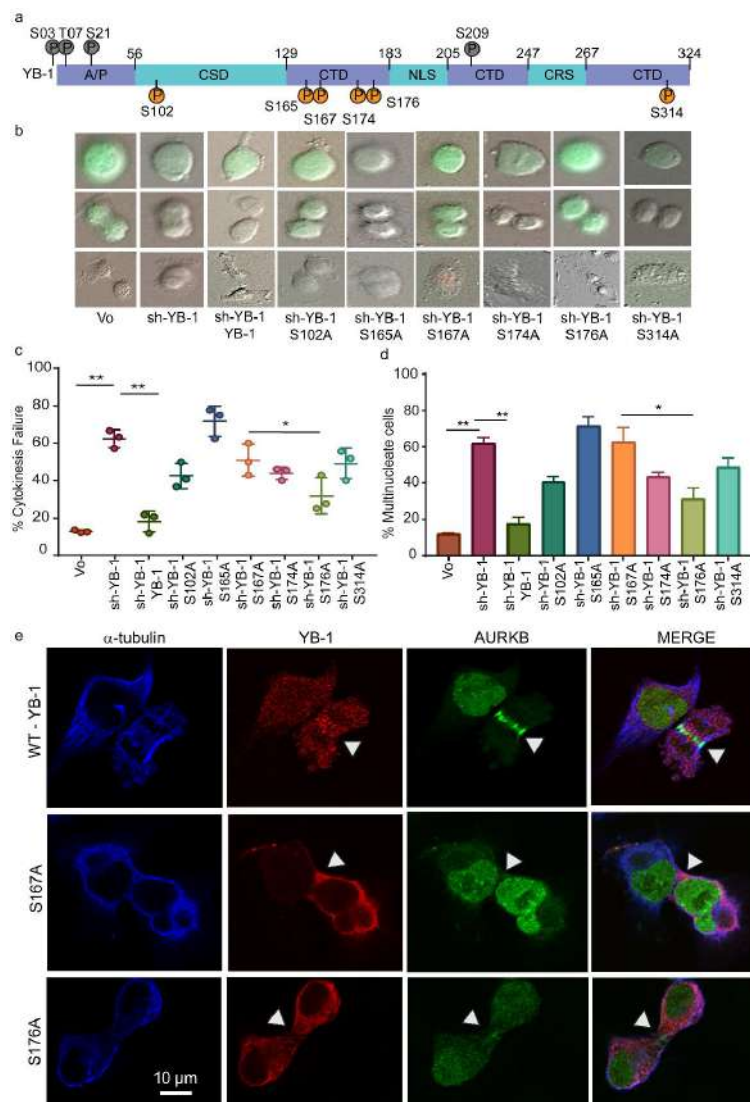 a
S03 T07 S21 S209
P P P P
56 129 183 205 247 267 324
YB-1 A/P CSD CTD NLS CTD CRS CTD
P P P P P P
S102 S165 S167 S174 S176 S314
b
Vo sh-YB-1 sh-YB-1 sh-YB-1 sh-YB-1 sh-YB-1 sh-YB-1 sh-YB-1 sh-YB-1
YB-1 S102A S165A S167A S174A S176A S314A
c
% Cytokinesis Failure
100
80
60
40
20
0
** ** *
Vo sh-YB-1 sh-YB-1 sh-YB-1 sh-YB-1 sh-YB-1 sh-YB-1 sh-YB-1 sh-YB-1
YB-1 S102A S165A S167A S174A S176A S314A
d
% Multinucleate cells
100
80
60
40
20
0
** ** *
Vo sh-YB-1 sh-YB-1 sh-YB-1 sh-YB-1 sh-YB-1 sh-YB-1 sh-YB-1 sh-YB-1
YB-1 S102A S165A S167A S174A S176A S314A
e
α-tubulin YB-1 AURKB MERGE
WT - YB-1
S167A
S176A
10 µm